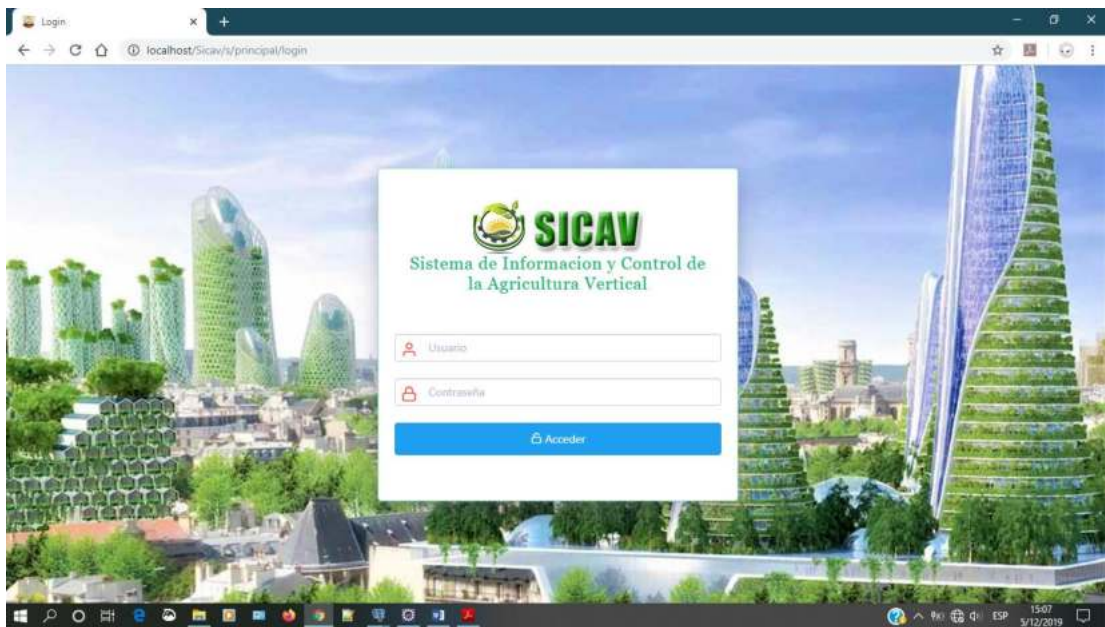 Login
localhost/Sicav/s/principal/login
SICAV
Sistema de Informacion y Control de
la Agricultura Vertical
Usuario
Contraseña
Acceder
ESP
15:07
5/12/2019